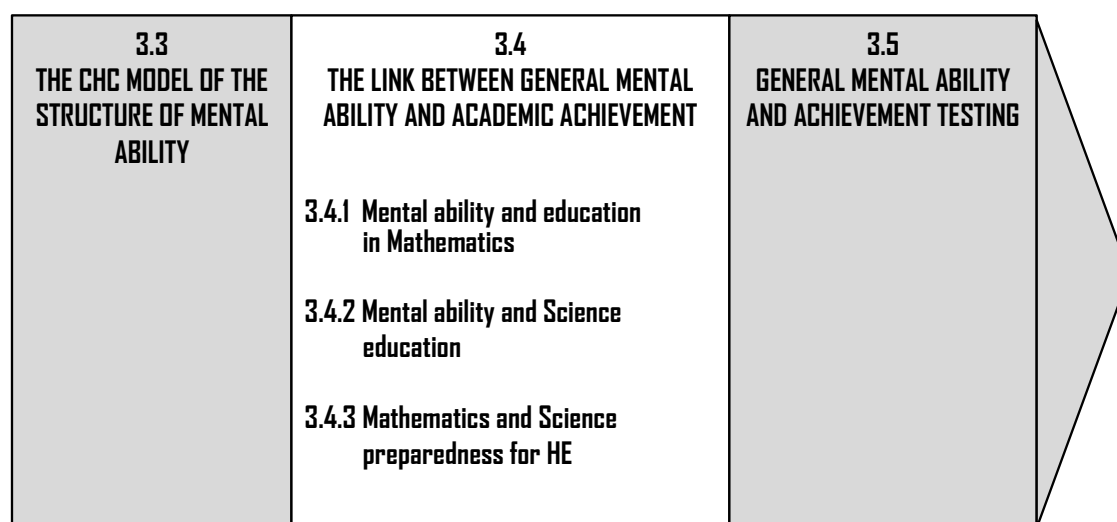 3.3
THE CHC MODEL OF THE
STRUCTURE OF MENTAL
ABILITY
3.4
THE LINK BETWEEN GENERAL MENTAL
ABILITY AND ACADEMIC ACHIEVEMENT
3.4.1 Mental ability and education
in Mathematics
3.4.2 Mental ability and Science
education
3.4.3 Mathematics and Science
preparedness for HE
3.5
GENERAL MENTAL ABILITY
AND ACHIEVEMENT TESTING